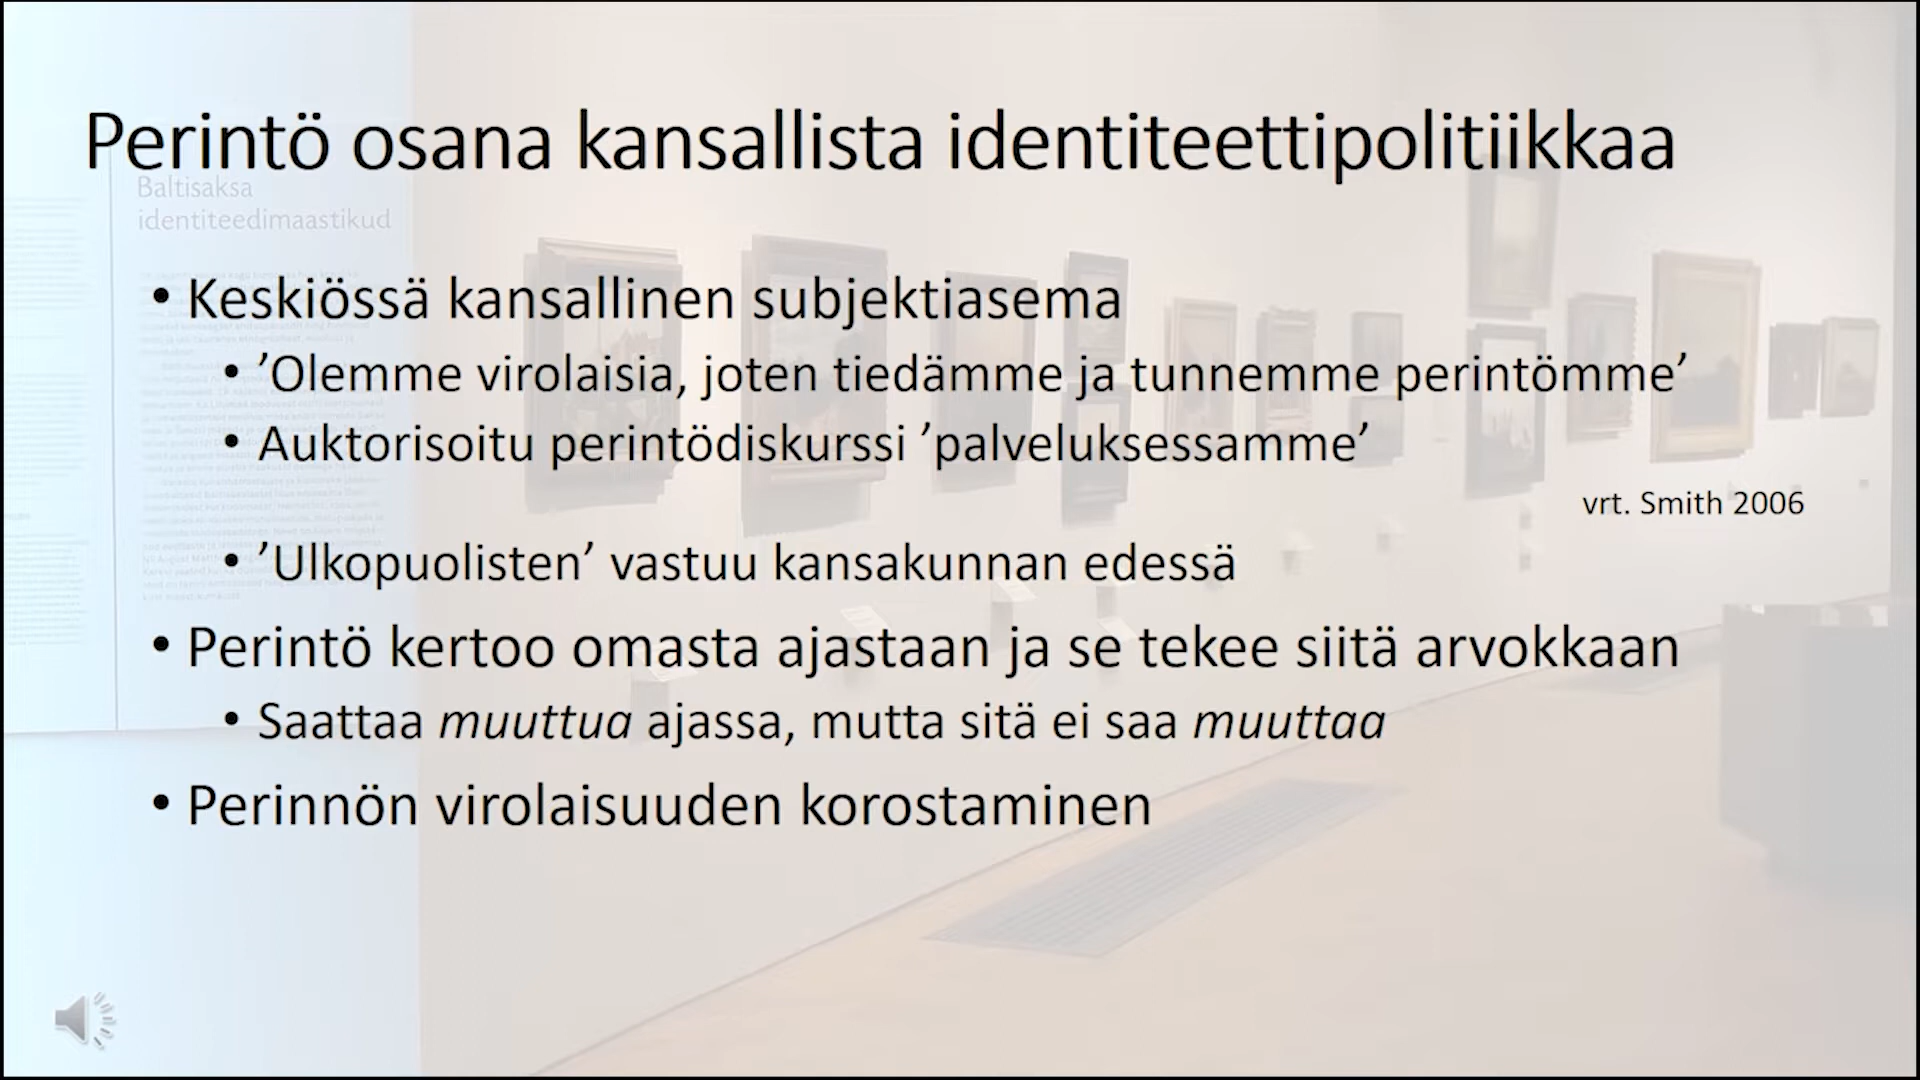 Perintö osana kansallista identiteettipolitiikkaa
Baltisaksa
identiteedimaastikud
• Keskiössä kansallinen subjektiasema
• ’Olemme virolaisia, joten tiedämme ja tunnemme perintömme’
• Auktorisoitu perintödiskurssi ’palveluksessamme’
vrt. Smith 2006
• ’Ulkopuolisten’ vastuu kansakunnan edessä
• Perintö kertoo omasta ajastaan ja se tekee siitä arvokkaan
• Saattaa muuttua ajassa, mutta sitä ei saa muuttaa
• Perinnön virolaisuuden korostaminen